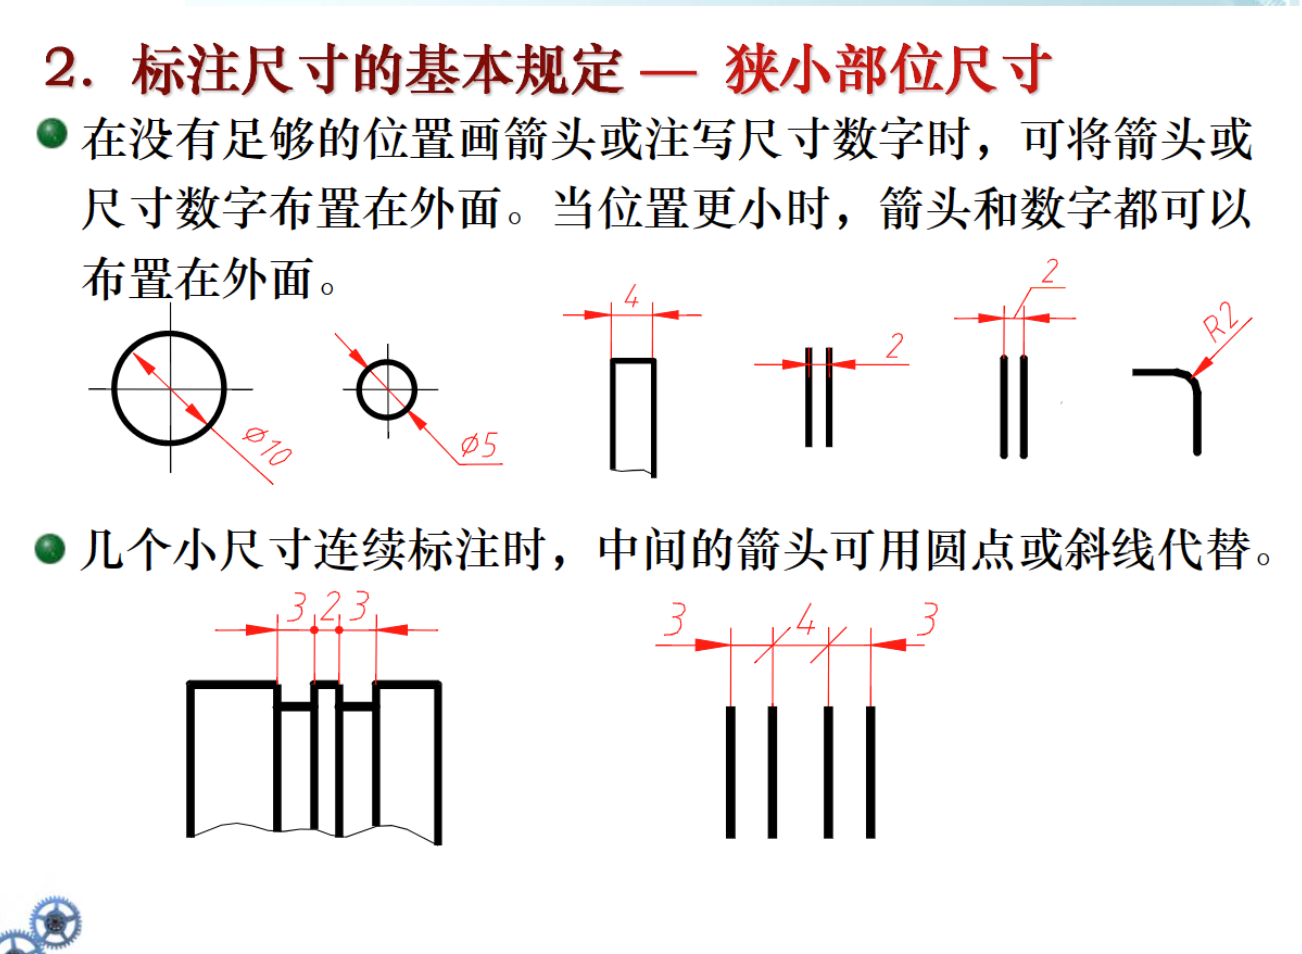 2. 标注尺寸的基本规定 — 狭小部位尺寸
在没有足够的位置画箭头或注写尺寸数字时，可将箭头或
尺寸数字布置在外面。当位置更小时，箭头和数字都可以
布置在外面。
ø10
ø5
4
2
2
R2
几个小尺寸连续标注时，中间的箭头可用圆点或斜线代替。
3 2 3
3 4 3